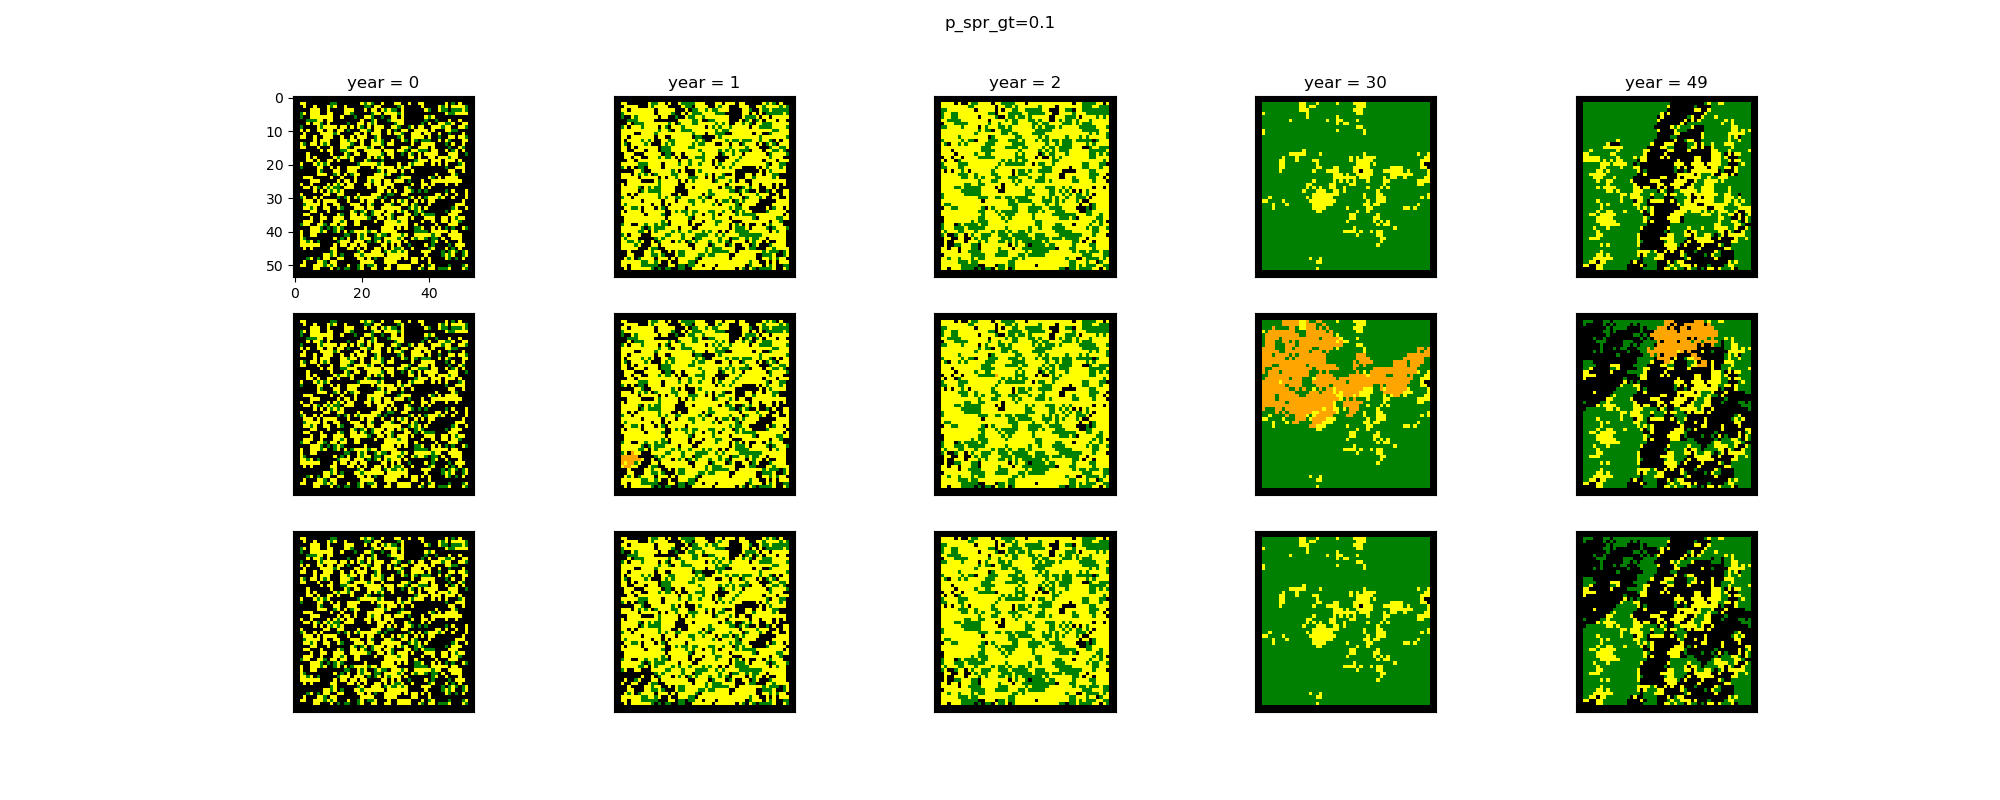 p_spr_gt=0.1
year = 0 year = 1 year = 2 year = 30 year = 49
0
10
20
30
40
50
0 20 40